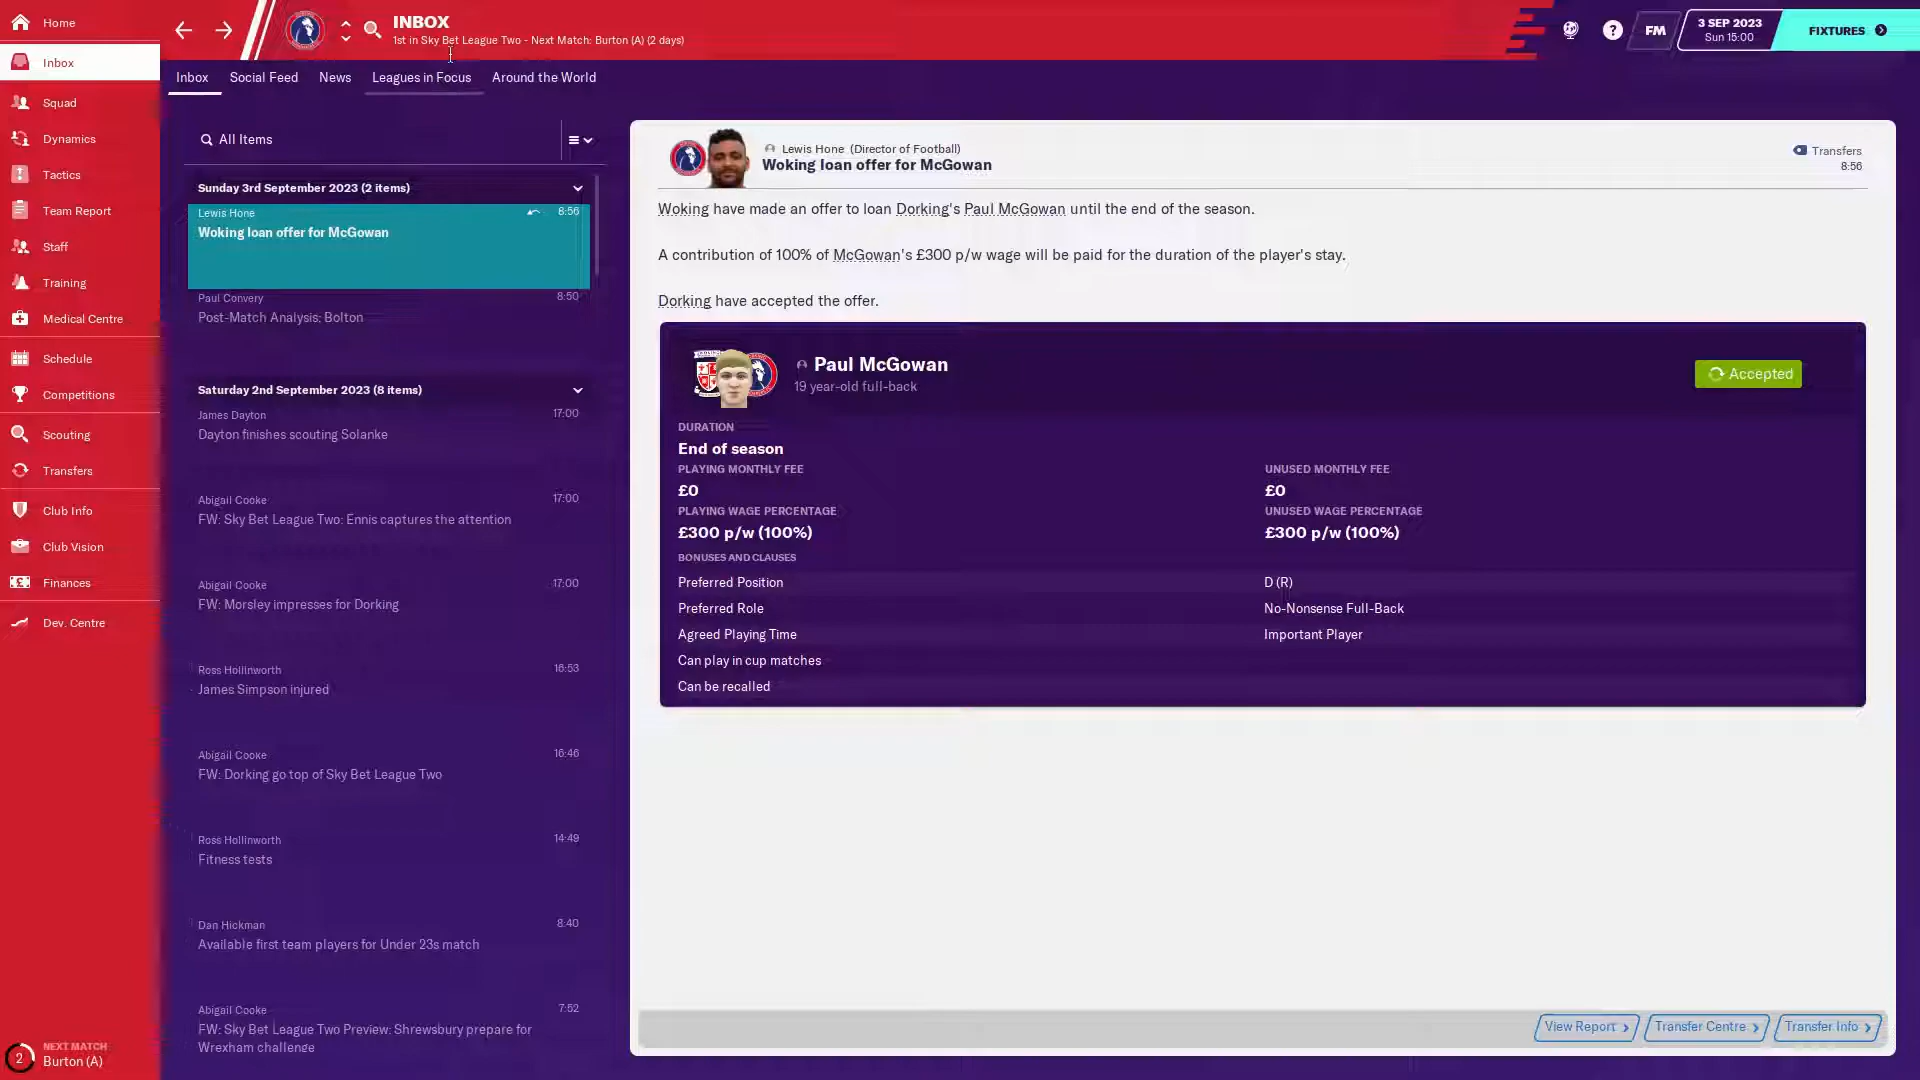 Home
Inbox
Squad
Dynamics
Tactics
Team Report
Staff
Training
Medical Centre
Schedule
Competitions
Scouting
Transfers
Club Info
Club Vision
Finances
Dev. Centre
2
NEXT MATCH
Burton (A)
INBOX
1st in Sky Bet League Two - Next Match: Burton (A) (2 days)
?
FM
3 SEP 2023
Sun 15:00
FIXTURES
Inbox
Social Feed
News
Leagues in Focus
Around the World
All Items
Sunday 3rd September 2023 (2 items)
Lewis Hone
8:56
Woking loan offer for McGowan
Paul Convery
8:50
Post-Match Analysis: Bolton
Saturday 2nd September 2023 (8 items)
James Dayton
17:00
Dayton finishes scouting Solanke
Abigail Cooke
17:00
FW: Sky Bet League Two: Ennis captures the attention
Abigail Cooke
17:00
FW: Morsley impresses for Dorking
Ross Hollinworth
16:53
James Simpson injured
Abigail Cooke
16:46
FW: Dorking go top of Sky Bet League Two
Ross Hollinworth
14:49
Fitness tests
Dan Hickman
8:40
Available first team players for Under 23s match
Abigail Cooke
7:52
FW: Sky Bet League Two Preview: Shrewsbury prepare for
Wrexham challenge
Lewis Hone (Director of Football)
Woking loan offer for McGowan
Transfers
8:56
Woking have made an offer to loan Dorking's Paul McGowan until the end of the season.
A contribution of 100% of McGowan's £300 p/w wage will be paid for the duration of the player's stay.
Dorking have accepted the offer.
Paul McGowan
19 year-old full-back
Accepted
DURATION
End of season
PLAYING MONTHLY FEE
UNUSED MONTHLY FEE
£0
£0
PLAYING WAGE PERCENTAGE
UNUSED WAGE PERCENTAGE
£300 p/w (100%)
£300 p/w (100%)
BONUSES AND CLAUSES
Preferred Position
D (R)
Preferred Role
No-Nonsense Full-Back
Agreed Playing Time
Important Player
Can play in cup matches
Can be recalled
View Report
Transfer Centre
Transfer Info